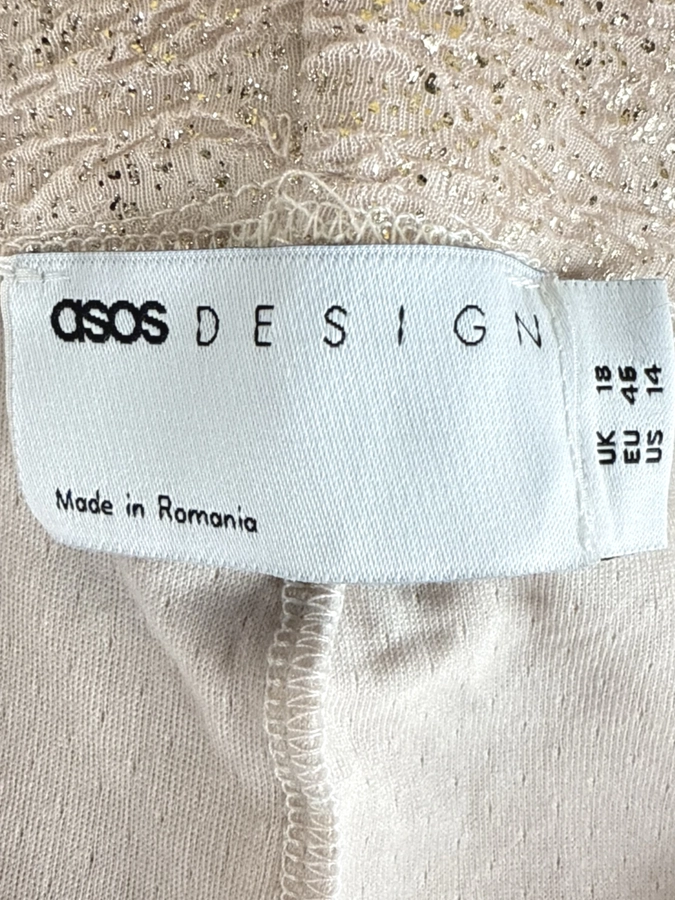 asos DESIGN
Made in Romania
UK 18
EU 46
US 14